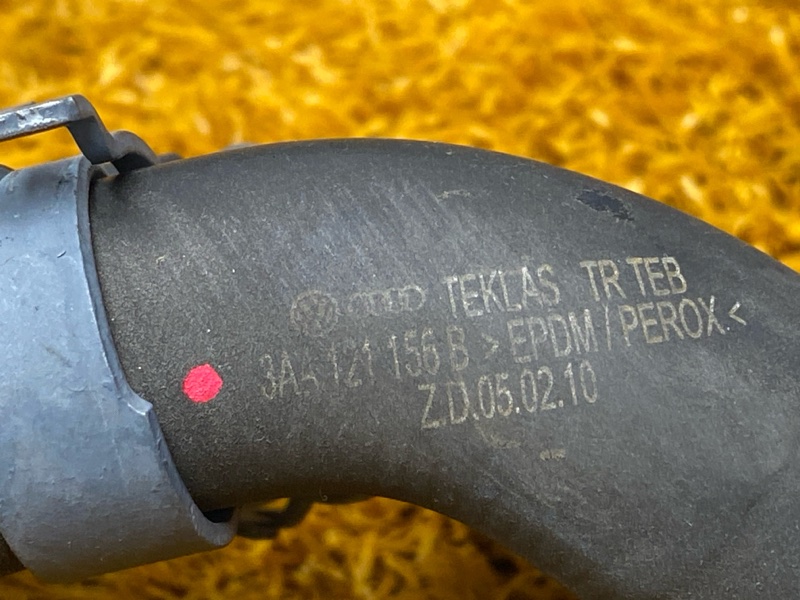 TEKLAS TR TEB
3A4 121 156 B >EPDM/PEROX<
Z.D.05.02.10